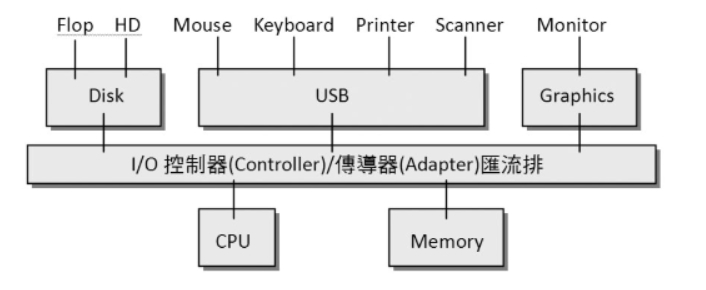 Flop HD Mouse Keyboard Printer Scanner Monitor
Disk USB Graphics
I/O 控制器(Controller)/傳導器(Adapter)匯流排
CPU Memory